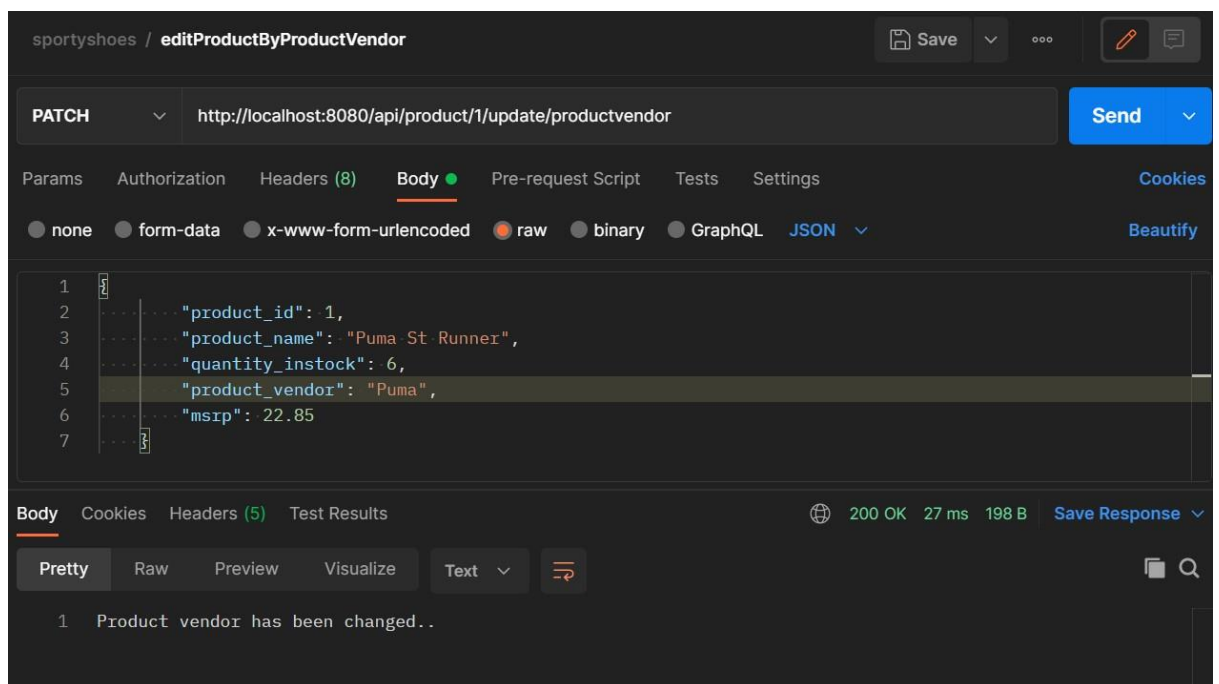 sportyshoes / editProductByProductVendor
Save
PATCH http://localhost:8080/api/product/1/update/productvendor Send
Params Authorization Headers (8) Body Pre-request Script Tests Settings Cookies
none form-data x-www-form-urlencoded raw binary GraphQL JSON Beautify
1 {
2 "product_id": 1,
3 "product_name": "Puma St Runner",
4 "quantity_instock": 6,
5 "product_vendor": "Puma",
6 "msrp": 22.85
7 }
Body Cookies Headers (5) Test Results 200 OK 27 ms 198 B Save Response
Pretty Raw Preview Visualize Text
1 Product vendor has been changed..